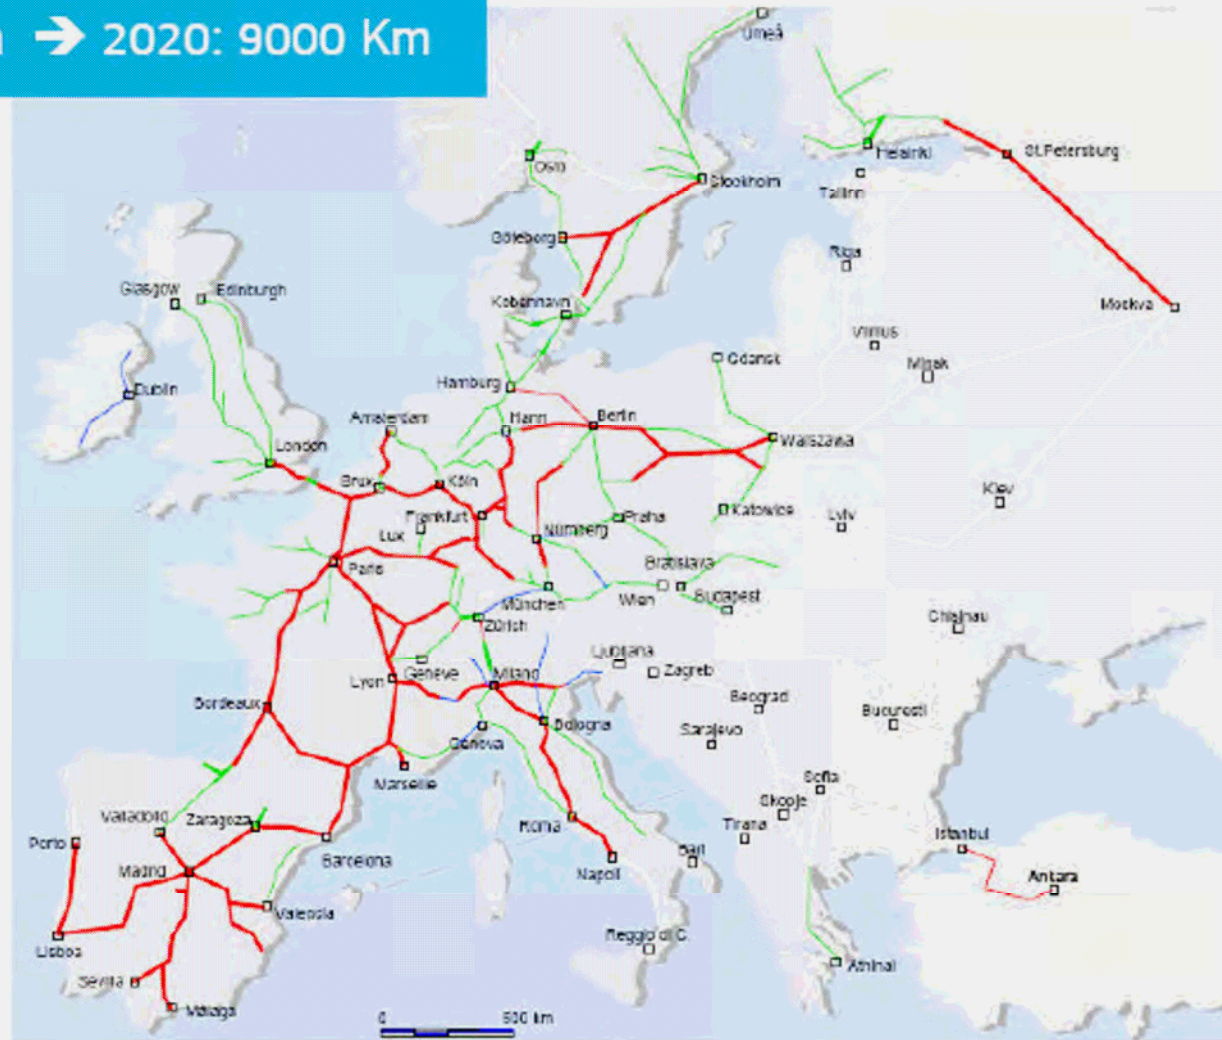 → 2020: 9000 Km
Umeå
Oslo
Helsinki
St.Petersburg
Stockholm
Tallinn
Göteborg
Riga
Glasgow
Edinburgh
Kobenhavn
Moskva
Vilnius
Gdansk
Minsk
Hamburg
Dublin
Amsterdam
Hann
Berlin
London
Warszawa
Brux
Köln
Kiev
Frankfurt
Katowice
Lviv
Lux
Nürnberg
Praha
Paris
Bratislava
München
Wien
Budapest
Zürich
Chisinau
Ljubljana
Lyon
Genève
Milano
Zagreb
Bordeaux
Beograd
Bucuresti
Bologna
Sarajevo
Genova
Marseille
Sofia
Skopje
Valladolid
Zaragoza
Roma
Tirana
Istanbul
Porto
Barcelona
Bari
Madrid
Napoli
Ankara
Valencia
Lisboa
Reggio di C.
Athinai
Sevilla
Malaga
0
500 km